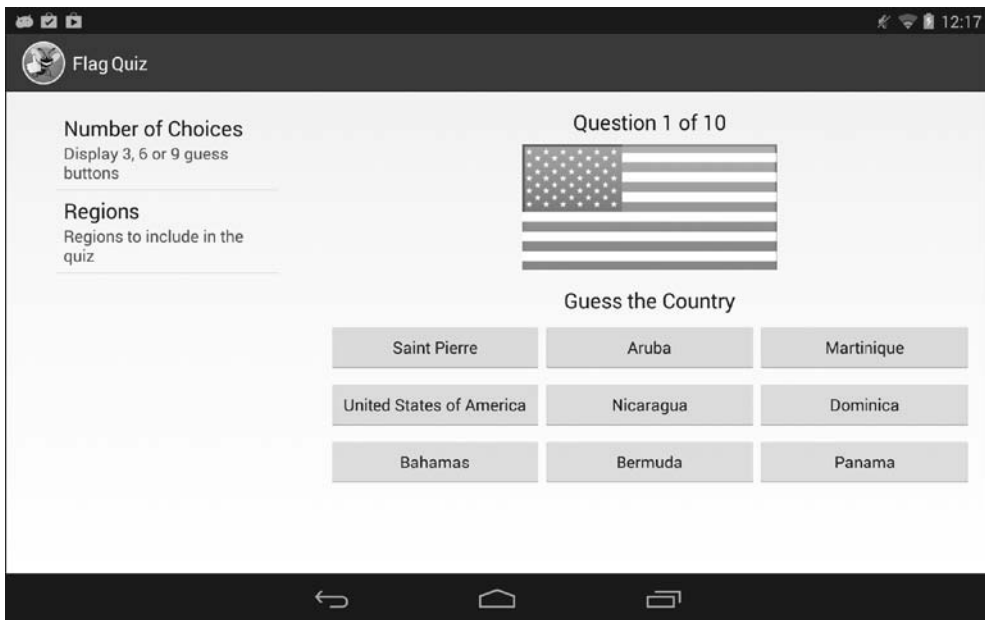 12:17
Flag Quiz
Number of Choices
Display 3, 6 or 9 guess
buttons
Regions
Regions to include in the
quiz
Question 1 of 10
Guess the Country
Saint Pierre
Aruba
Martinique
United States of America
Nicaragua
Dominica
Bahamas
Bermuda
Panama